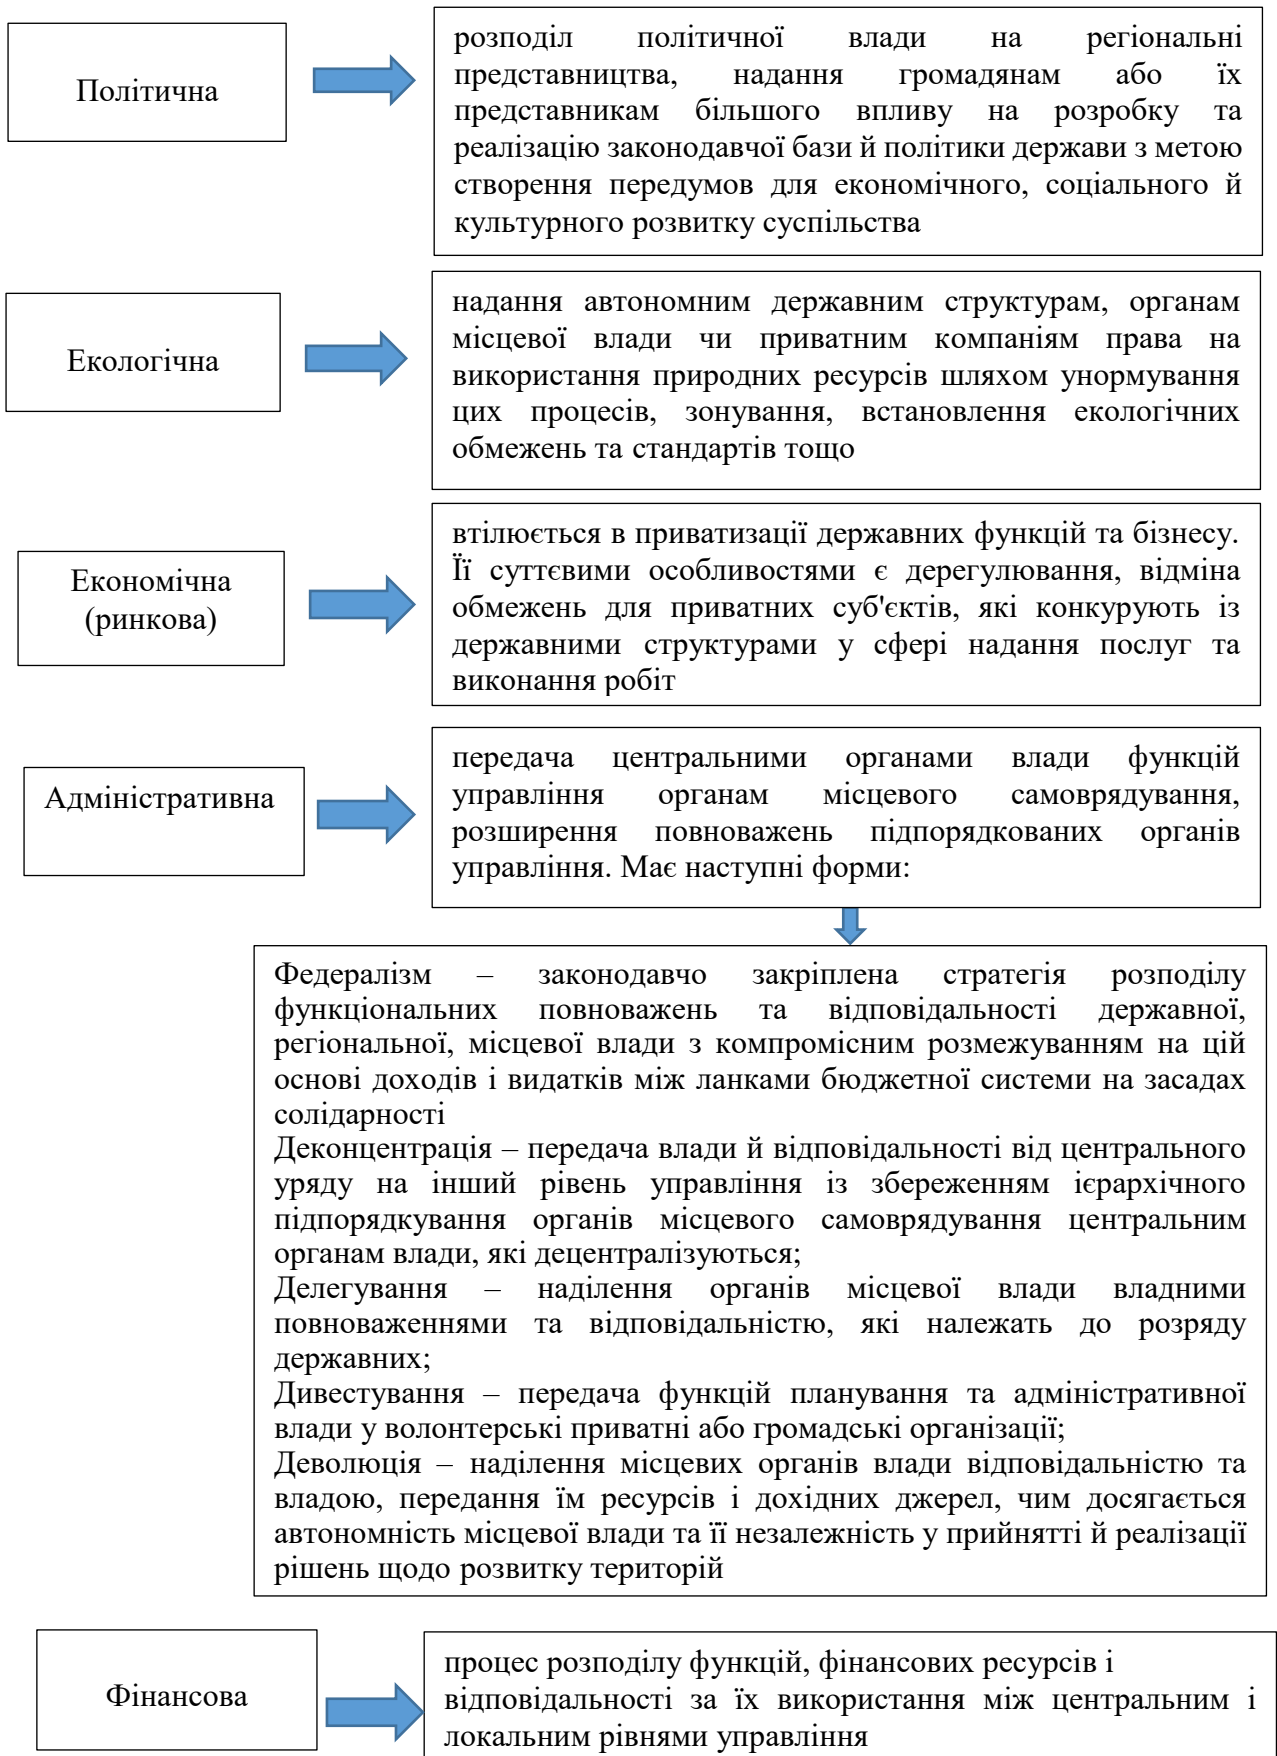 Політична
розподіл політичної влади на регіональні
представництва, надання громадянам або їх
представникам більшого впливу на розробку та
реалізацію законодавчої бази й політики держави з метою
створення передумов для економічного, соціального й
культурного розвитку суспільства
Екологічна
надання автономним державним структурам, органам
місцевої влади чи приватним компаніям права на
використання природних ресурсів шляхом унормування
цих процесів, зонування, встановлення екологічних
обмежень та стандартів тощо
Економічна
(ринкова)
втілюється в приватизації державних функцій та бізнесу.
Її суттєвими особливостями є дерегулювання, відміна
обмежень для приватних суб'єктів, які конкурують із
державними структурами у сфері надання послуг та
виконання робіт
Адміністративна
передача центральними органами влади функцій
управління органам місцевого самоврядування,
розширення повноважень підпорядкованих органів
управління. Має наступні форми:
Федералізм – законодавчо закріплена стратегія розподілу
функціональних повноважень та відповідальності державної,
регіональної, місцевої влади з компромісним розмежуванням на цій
основі доходів і видатків між ланками бюджетної системи на засадах
солідарності
Деконцентрація – передача влади й відповідальності від центрального
уряду на інший рівень управління із збереженням ієрархічного
підпорядкування органів місцевого самоврядування центральним
органам влади, які децентралізуються;
Делегування – наділення органів місцевої влади владними
повноваженнями та відповідальністю, які належать до розряду
державних;
Дивестування – передача функцій планування та адміністративної
влади у волонтерські приватні або громадські організації;
Деволюція – наділення місцевих органів влади відповідальністю та
владою, передання їм ресурсів і дохідних джерел, чим досягається
автономність місцевої влади та її незалежність у прийнятті й реалізації
рішень щодо розвитку територій
Фінансова
процес розподілу функцій, фінансових ресурсів і
відповідальності за їх використання між центральним і
локальним рівнями управління